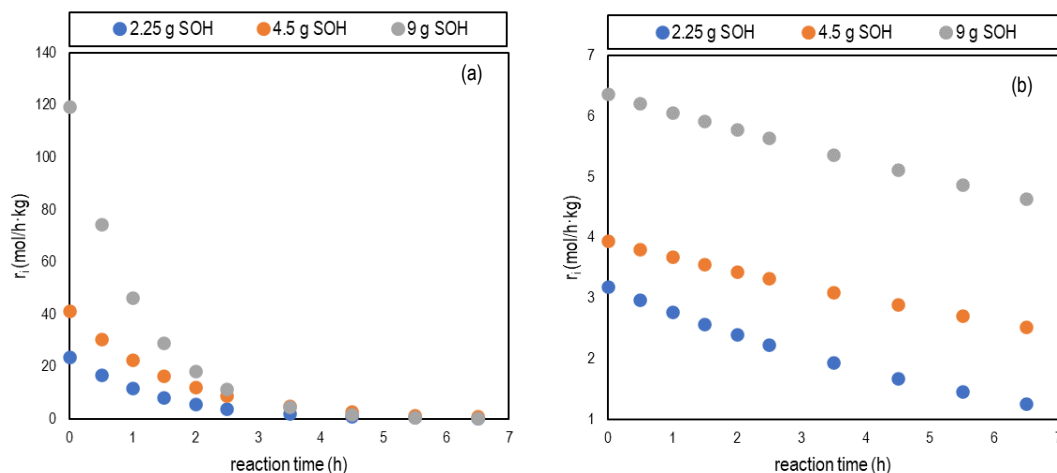 2.25 g SOH 4.5 g SOH 9 g SOH
(a)
140
120
100
80
60
40
20
0
rᵢ (mol/h·kg)
0 1 2 3 4 5 6 7
reaction time (h)
2.25 g SOH 4.5 g SOH 9 g SOH
(b)
7
6
5
4
3
2
1
rᵢ (mol/h·kg)
0 1 2 3 4 5 6 7
reaction time (h)